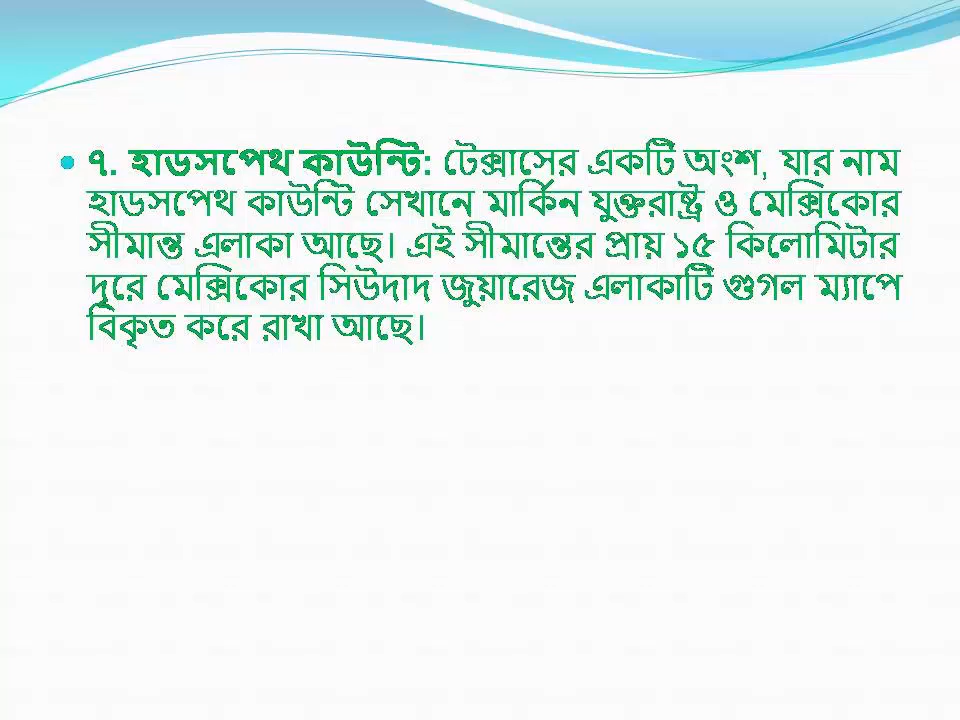 • ৭. হাডসপেথ কাউন্টি: টেক্সাসের একটি অংশ, যার নাম
হাডসপেথ কাউন্টি সেখানে মার্কিন যুক্তরাষ্ট্র ও মেক্সিকোর
সীমান্ত এলাকা আছে। এই সীমান্তের প্রায় ১৫ কিলোমিটার
দূরে মেক্সিকোর সিউদাদ জুয়ারেজ এলাকাটি গুগল ম্যাপে
বিকৃত করে রাখা আছে।